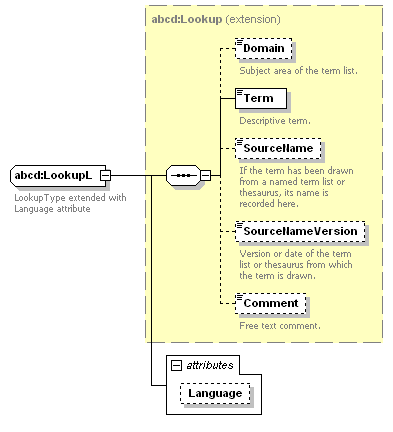 abcd:Lookup (extension)
Domain
Subject area of the term list.
Term
Descriptive term.
SourceName
If the term has been drawn
from a named term list or
thesaurus, its name is
recorded here.
abcd:LookupL
LookupType extended with
Language attribute
SourceNameVersion
Version or date of the term
list or thesaurus from which
the term is drawn.
Comment
Free text comment.
attributes
Language